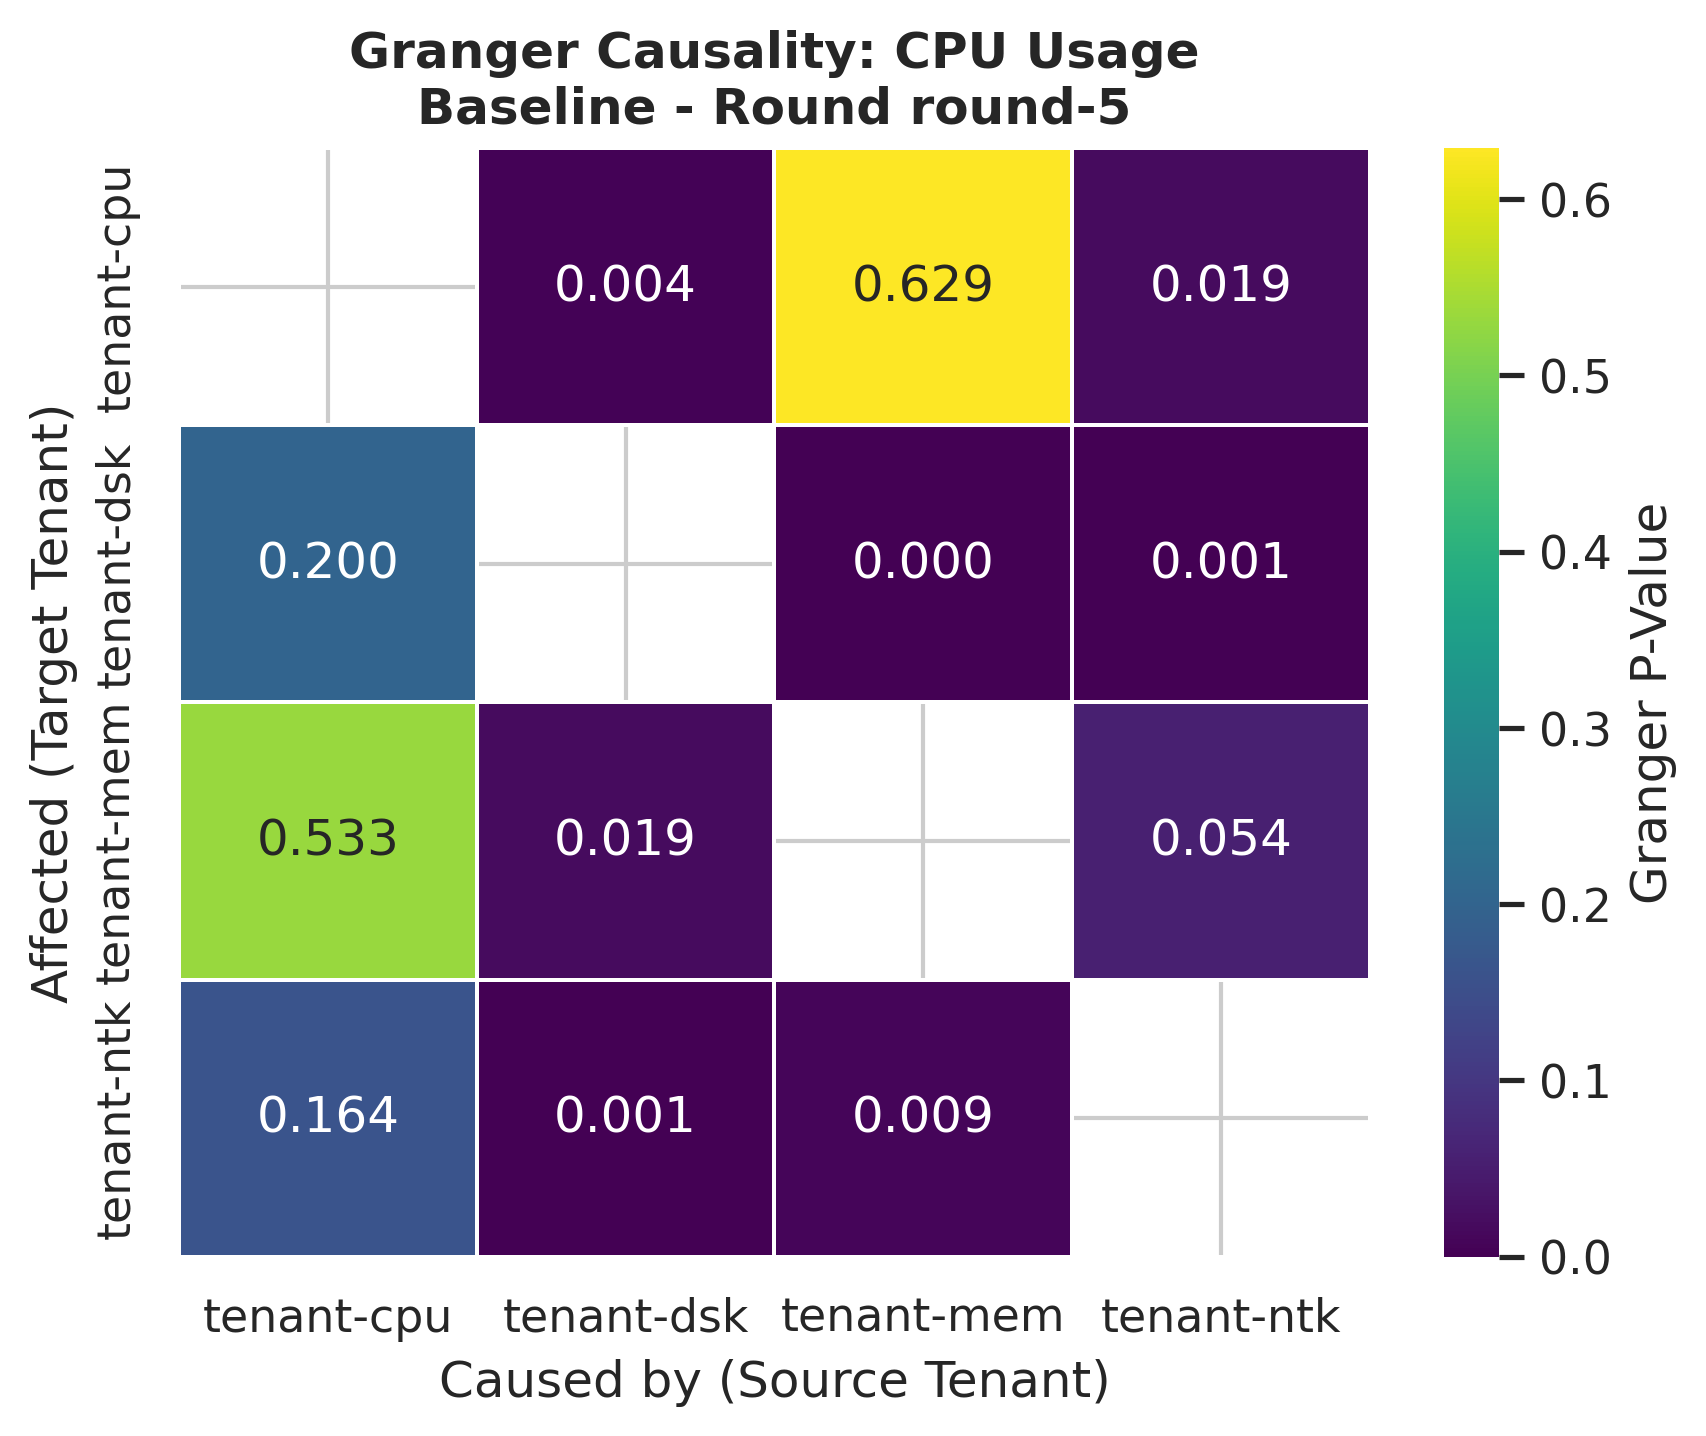 Granger Causality: CPU Usage
Baseline - Round round-5
Affected (Target Tenant)
tenant-cpu
0.004
0.629
0.019
tenant-dsk
0.200
0.000
0.001
tenant-mem
0.533
0.019
0.054
tenant-ntk
0.164
0.001
0.009
tenant-cpu
tenant-dsk
tenant-mem
tenant-ntk
Caused by (Source Tenant)
0.6
0.5
0.4
0.3
0.2
0.1
0.0
Granger P-Value